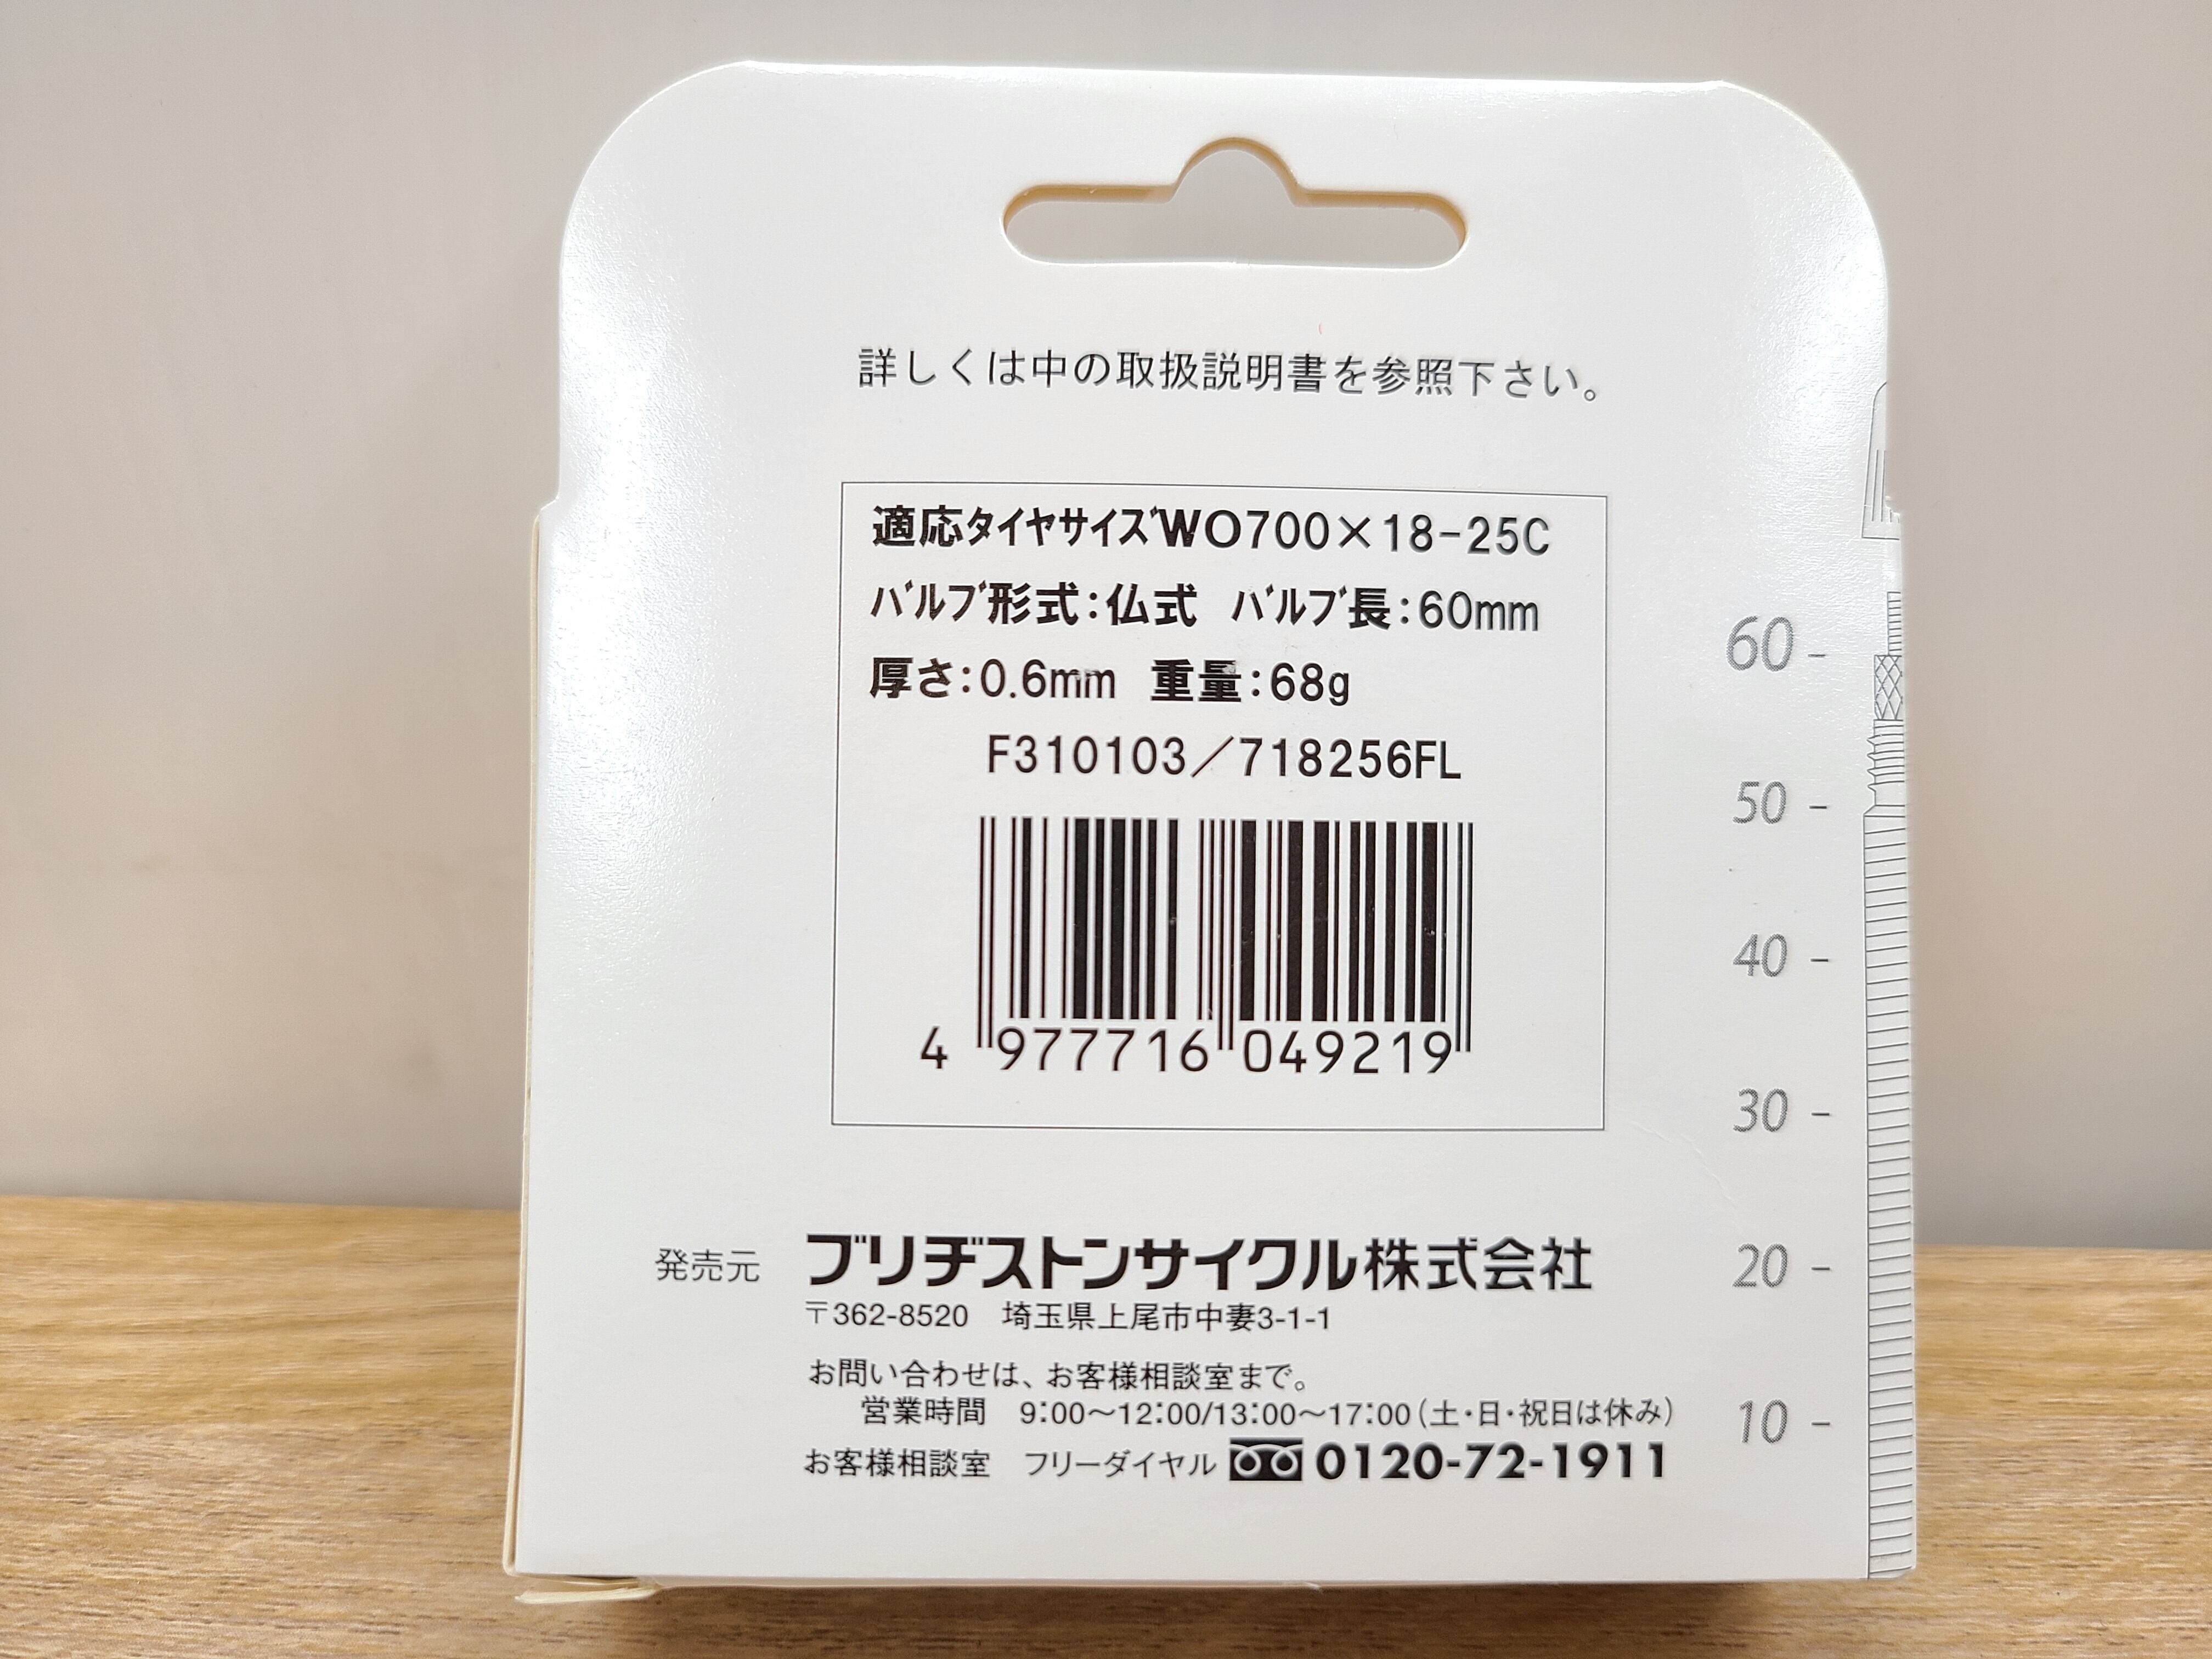 詳しくは中の取扱説明書を参照下さい。
適応ﾀｲﾔｻｲｽﾞWO700×18-25C
ﾊﾞﾙﾌﾞ形式:仏式 ﾊﾞﾙﾌﾞ長:60mm
厚さ:0.6mm 重量:68g
F310103／718256FL
4 977716 049219
60 -
50 -
40 -
30 -
20 -
10 -
発売元 ブリヂストンサイクル株式会社
〒362-8520 埼玉県上尾市中妻3-1-1
お問い合わせは、お客様相談室まで。
営業時間 9:00～12:00/13:00～17:00(土・日・祝日は休み)
お客様相談室 フリーダイヤル 0120-72-1911